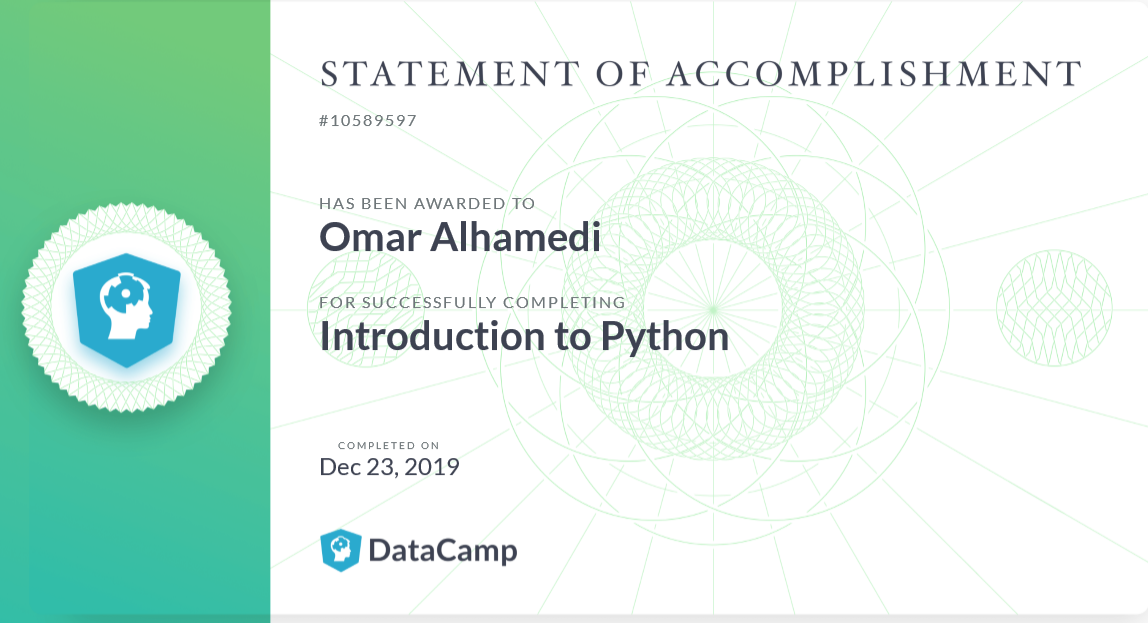 STATEMENT OF ACCOMPLISHMENT
#10589597
HAS BEEN AWARDED TO
Omar Alhamedi
FOR SUCCESSFULLY COMPLETING
Introduction to Python
COMPLETED ON
Dec 23, 2019
DataCamp